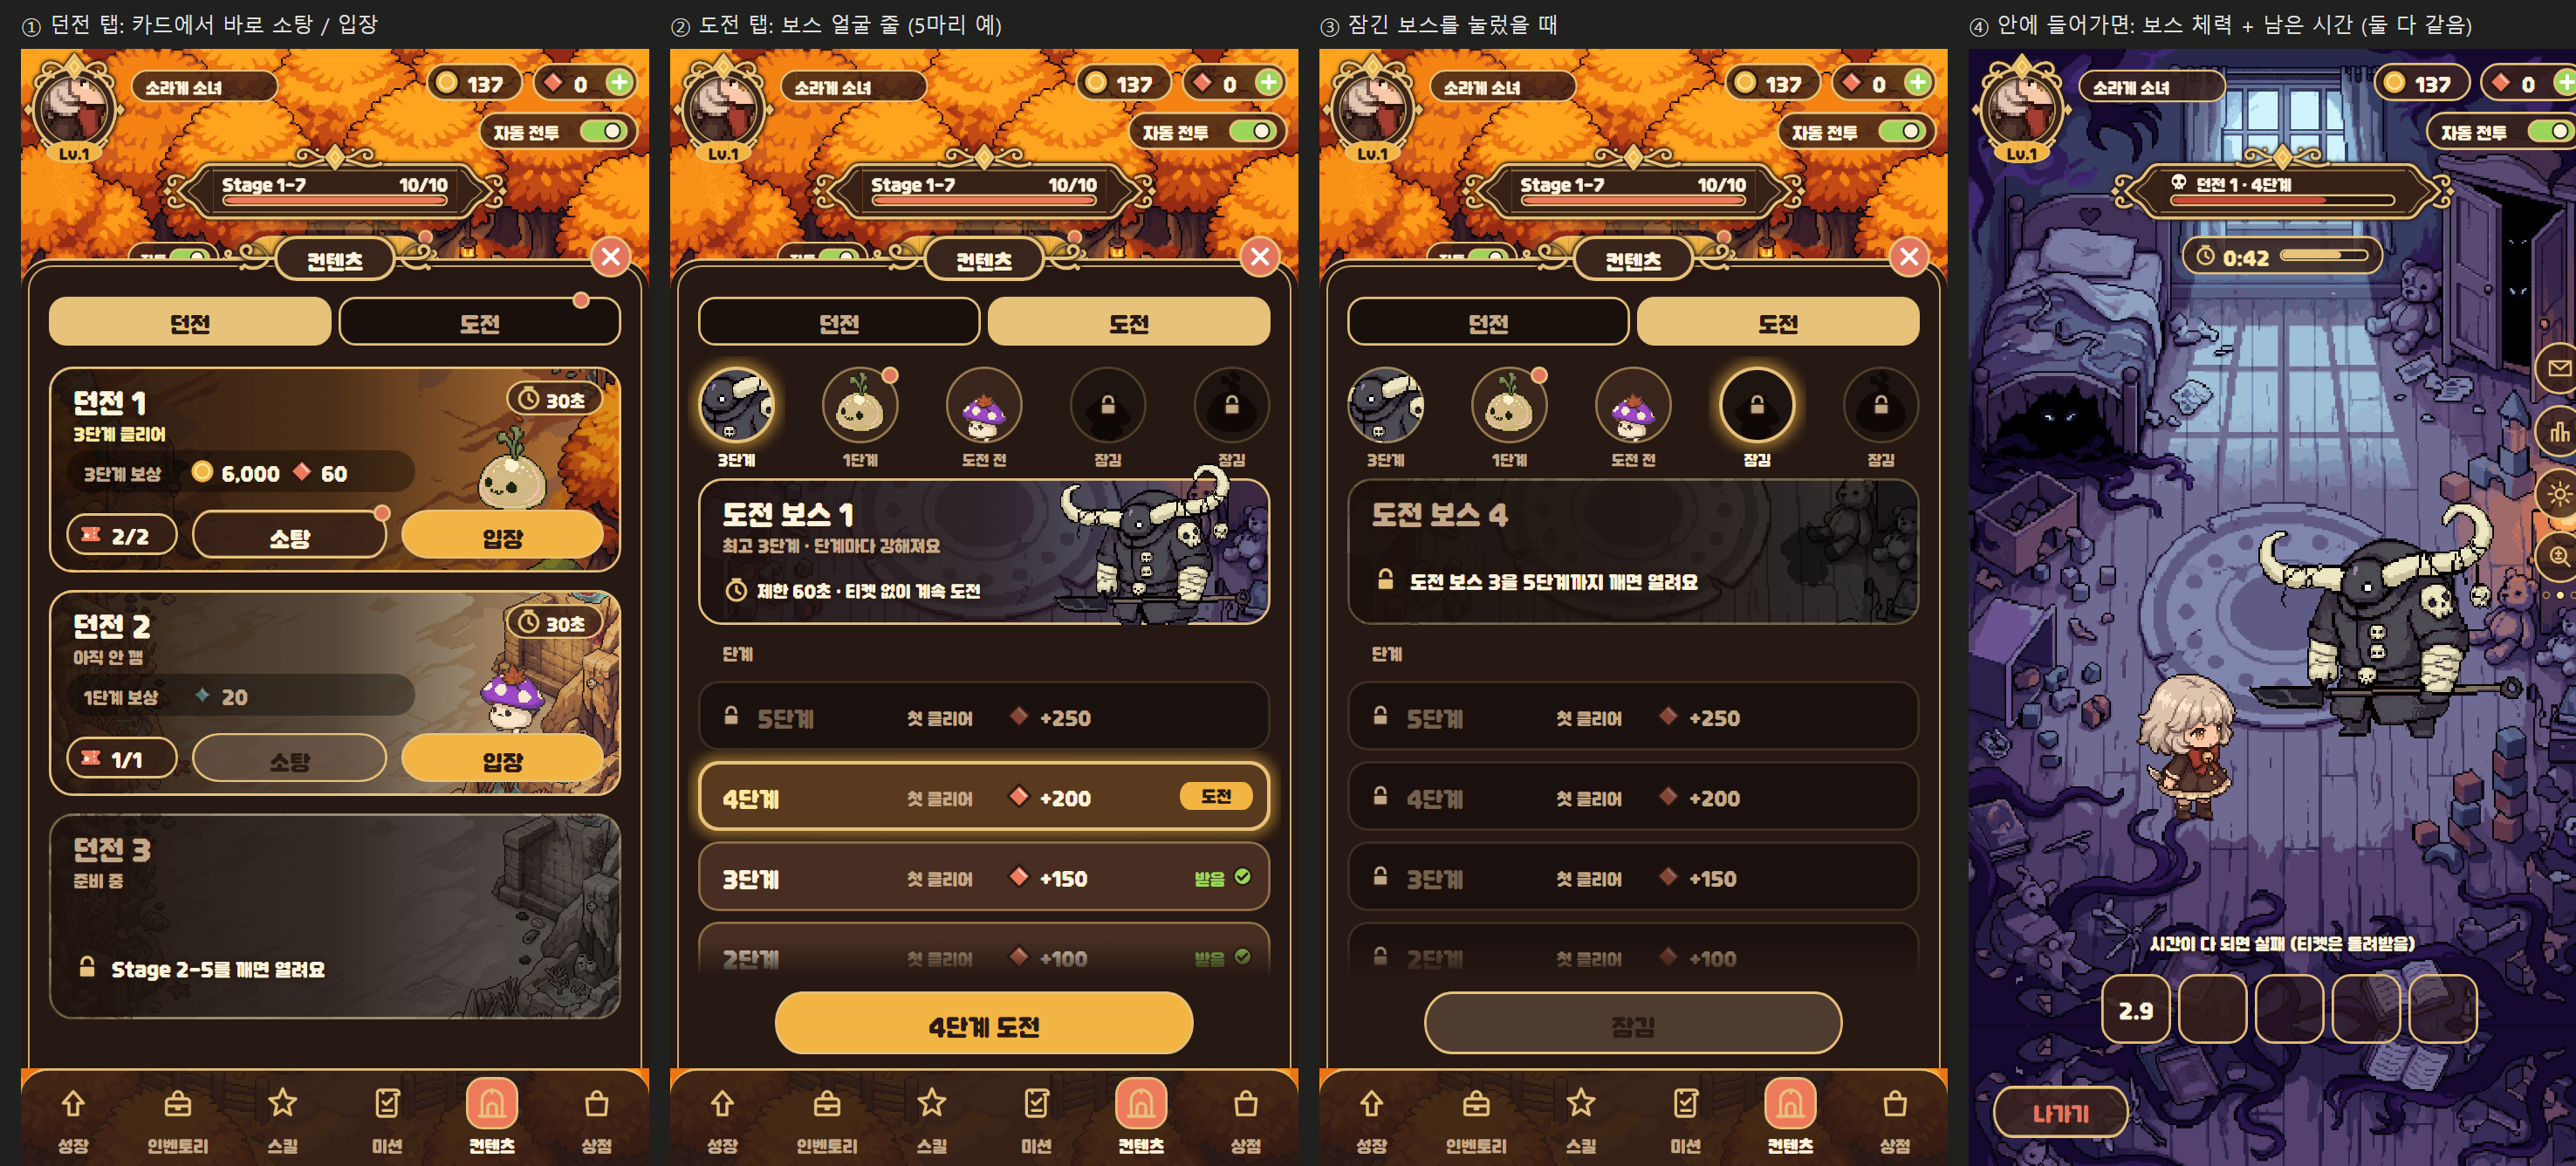 ① 던전 탭: 카드에서 바로 소탕 / 입장
소라게 소녀
137
0
자동 전투
Lv.1
Stage 1-7 10/10
컨텐츠
던전 도전
던전 1
30초
3단계 클리어
3단계 보상 6,000 60
2/2 소탕 입장
던전 2
30초
아직 안 깸
1단계 보상 20
1/1 소탕 입장
던전 3
준비 중
Stage 2-5를 깨면 열려요
성장 인벤토리 스킬 미션 컨텐츠 상점
② 도전 탭: 보스 얼굴 줄 (5마리 예)
소라게 소녀
137
0
자동 전투
Lv.1
Stage 1-7 10/10
컨텐츠
던전 도전
3단계 1단계 도전 전 잠김 잠김
도전 보스 1
최고 3단계 · 단계마다 강해져요
제한 60초 · 티켓 없이 계속 도전
단계
5단계 첫 클리어 +250
4단계 첫 클리어 +200 도전
3단계 첫 클리어 +150 받음
2단계 첫 클리어 +100 받음
4단계 도전
성장 인벤토리 스킬 미션 컨텐츠 상점
③ 잠긴 보스를 눌렀을 때
소라게 소녀
137
0
자동 전투
Lv.1
Stage 1-7 10/10
컨텐츠
던전 도전
3단계 1단계 도전 전 잠김 잠김
도전 보스 4
도전 보스 3을 5단계까지 깨면 열려요
단계
5단계 첫 클리어 +250
4단계 첫 클리어 +200
3단계 첫 클리어 +150
2단계 첫 클리어 +100
잠김
성장 인벤토리 스킬 미션 컨텐츠 상점
④ 안에 들어가면: 보스 체력 + 남은 시간 (둘 다 같음)
소라게 소녀
137
0
자동 전투
Lv.1
던전 1 · 4단계
0:42
시간이 다 되면 실패 (티켓은 돌려받음)
2.9
나가기